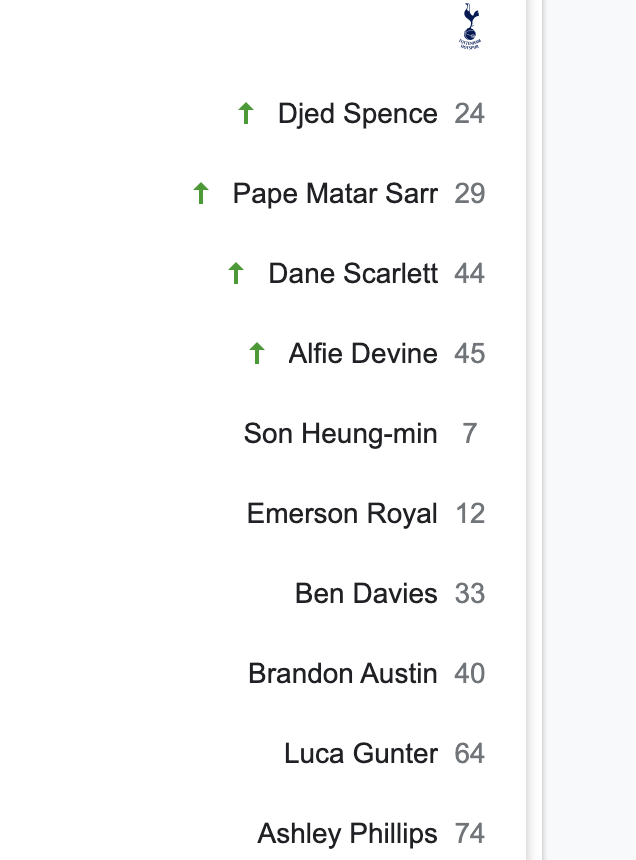 TOTTENHAM
HOTSPUR
Djed Spence 24
Pape Matar Sarr 29
Dane Scarlett 44
Alfie Devine 45
Son Heung-min 7
Emerson Royal 12
Ben Davies 33
Brandon Austin 40
Luca Gunter 64
Ashley Phillips 74